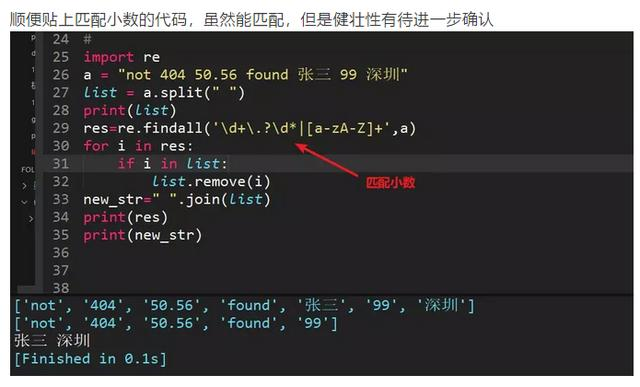 顺便贴上匹配小数的代码，虽然能匹配，但是健壮性有待进一步确认
24 #
25 import re
26 a = "not 404 50.56 found 张三 99 深圳"
27 list = a.split(" ")
28 print(list)
29 res=re.findall('\d+\.?\d*|[a-zA-Z]+',a)
30 for i in res:
31 if i in list:
32 list.remove(i)
匹配小数
33 new_str=" ".join(list)
34 print(res)
35 print(new_str)
36
37
38
FOL
['not', '404', '50.56', 'found', '张三', '99', '深圳']
['not', '404', '50.56', 'found', '99']
张三 深圳
[Finished in 0.1s]